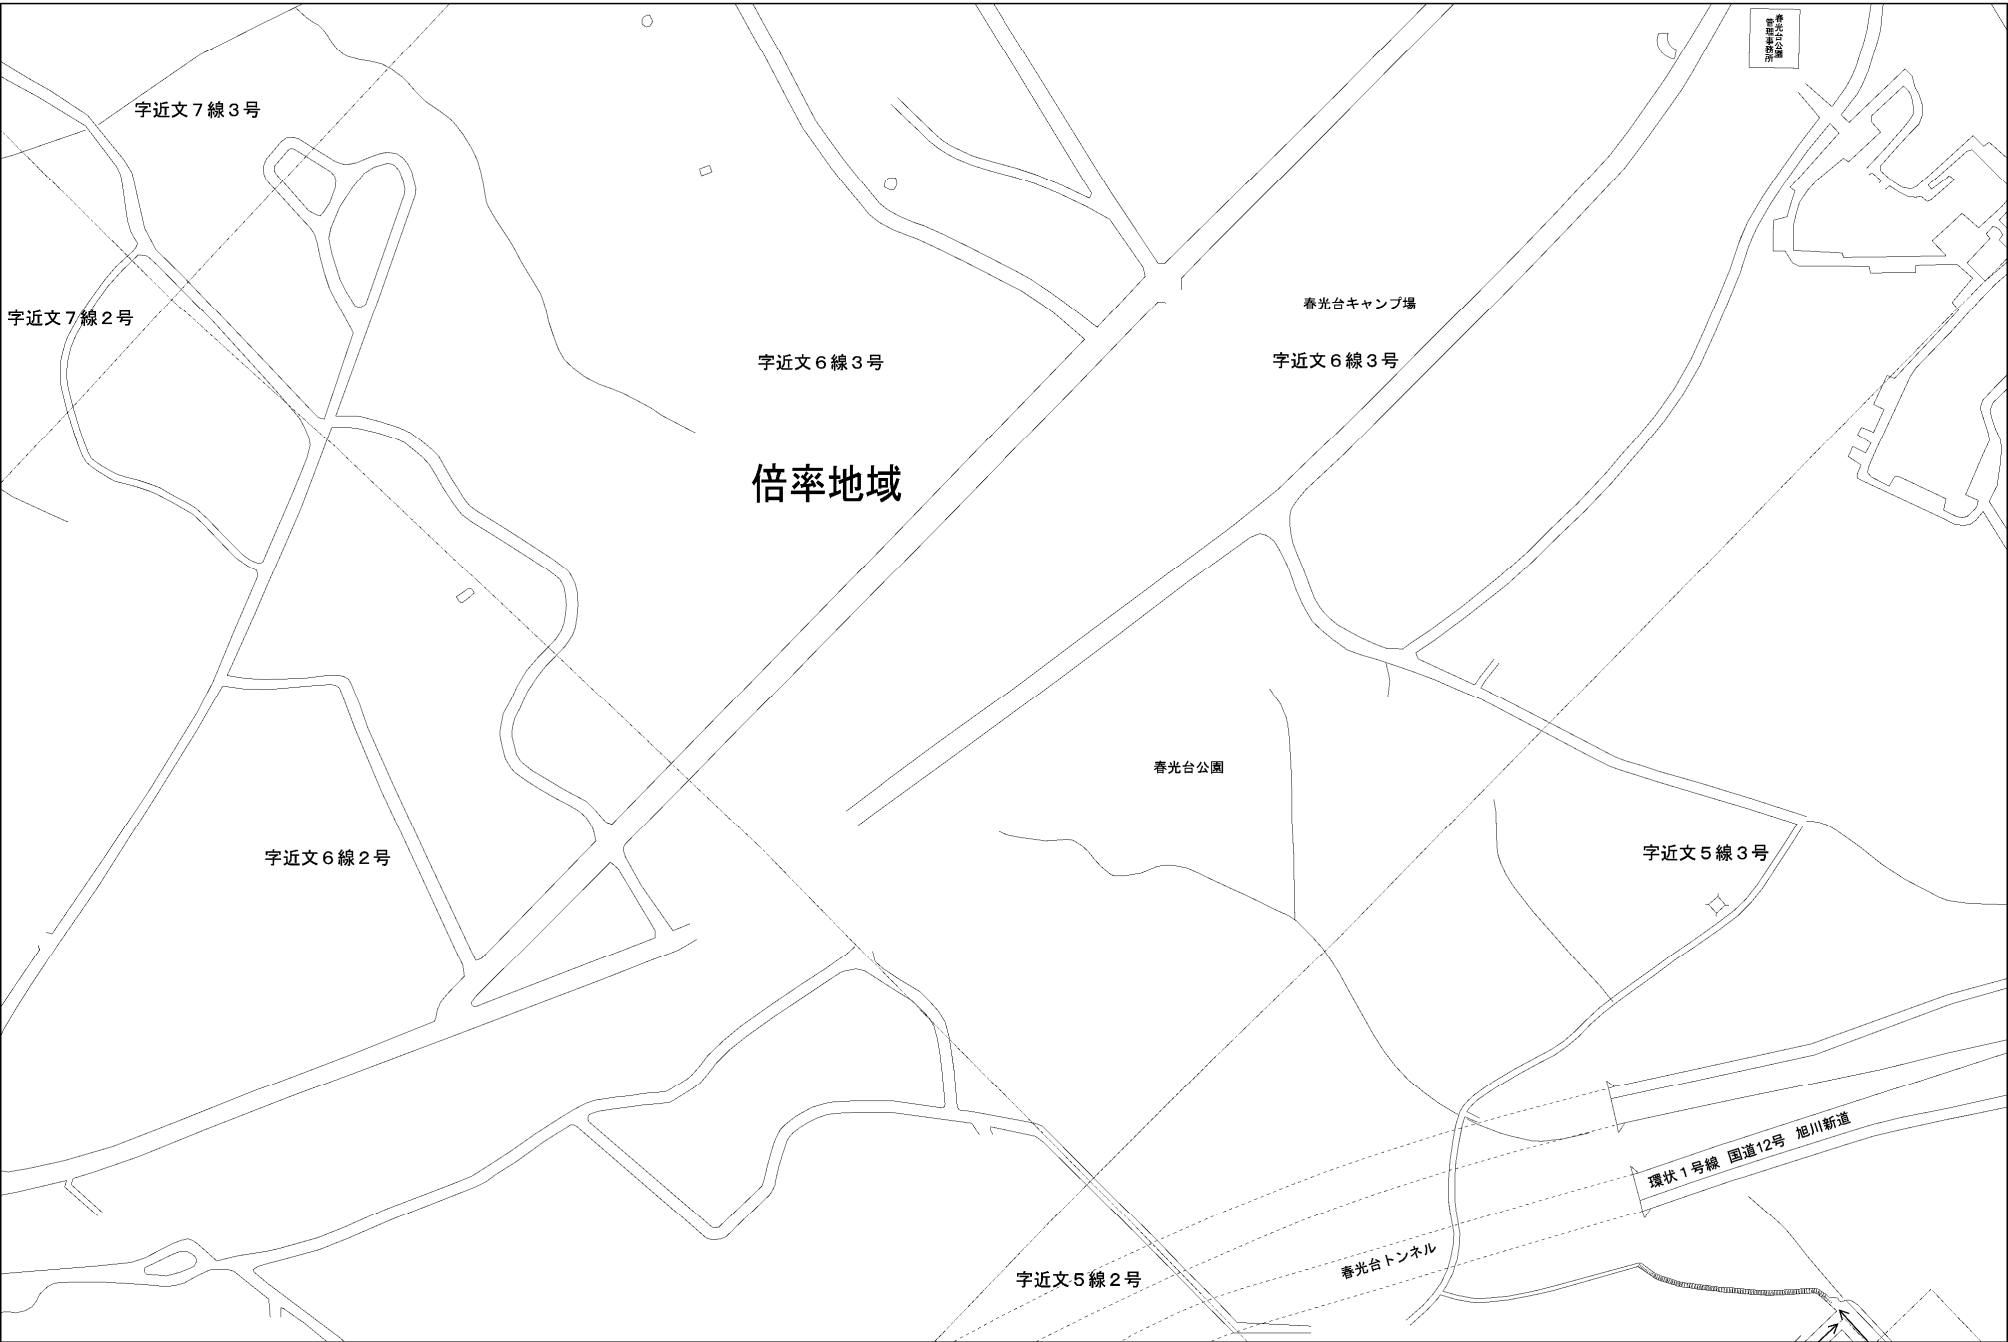 春光台公園
管理事務所
字近文７線３号
字近文７線２号
春光台キャンプ場
字近文６線３号
字近文６線３号
倍率地域
春光台公園
字近文６線２号
字近文５線３号
環状１号線 国道12号 旭川新道
春光台トンネル
字近文５線２号